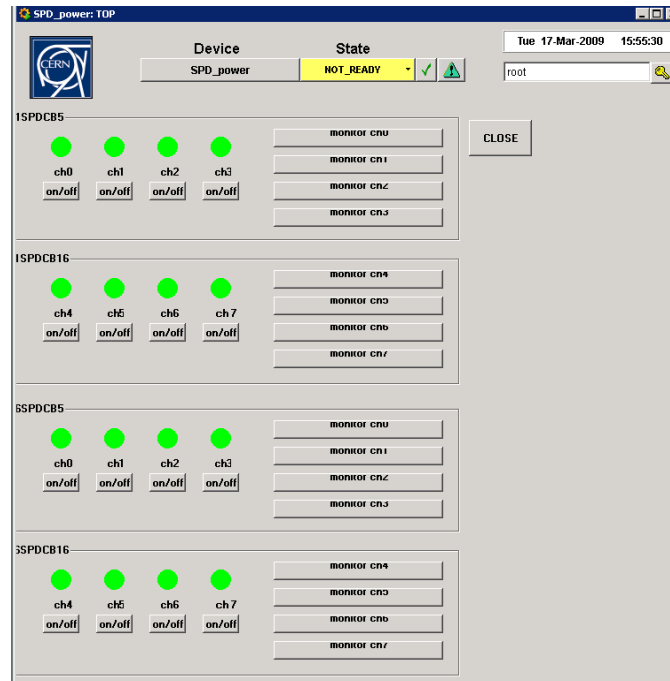 SPD_power: TOP
CERN
Device State
SPD_power NOT_READY
Tue 17-Mar-2009 15:55:30
root
CLOSE
1SPDCB5
ch0 ch1 ch2 ch3
on/off on/off on/off on/off
monitor ch0
monitor ch1
monitor ch2
monitor ch3
1SPDCB16
ch4 ch5 ch6 ch7
on/off on/off on/off on/off
monitor ch4
monitor ch5
monitor ch6
monitor ch7
6SPDCB5
ch0 ch1 ch2 ch3
on/off on/off on/off on/off
monitor ch0
monitor ch1
monitor ch2
monitor ch3
6SPDCB16
ch4 ch5 ch6 ch7
on/off on/off on/off on/off
monitor ch4
monitor ch5
monitor ch6
monitor ch7